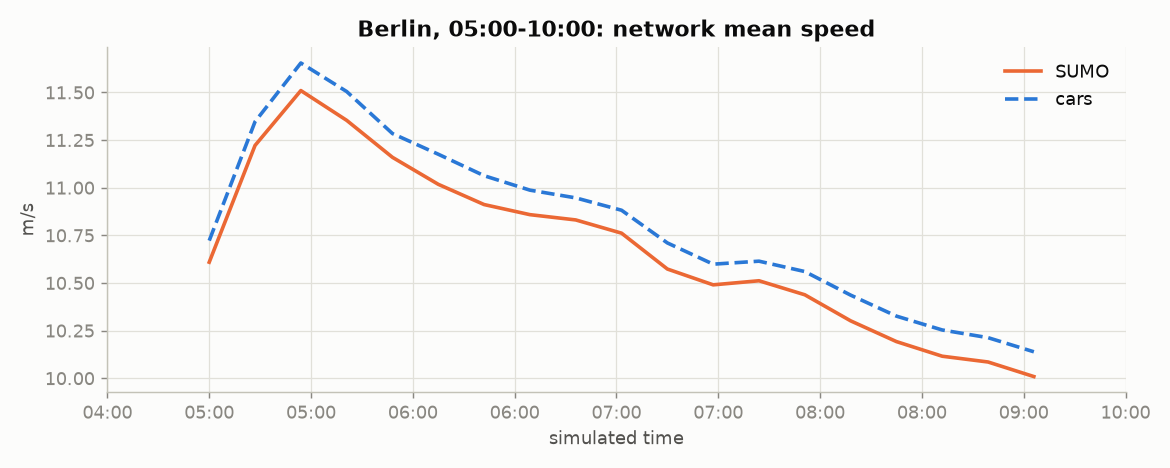 Berlin, 05:00-10:00: network mean speed
SUMO
cars
11.50
11.25
11.00
10.75
10.50
10.25
10.00
m/s
04:00 05:00 05:00 06:00 06:00 07:00 07:00 08:00 08:00 09:00 10:00
simulated time